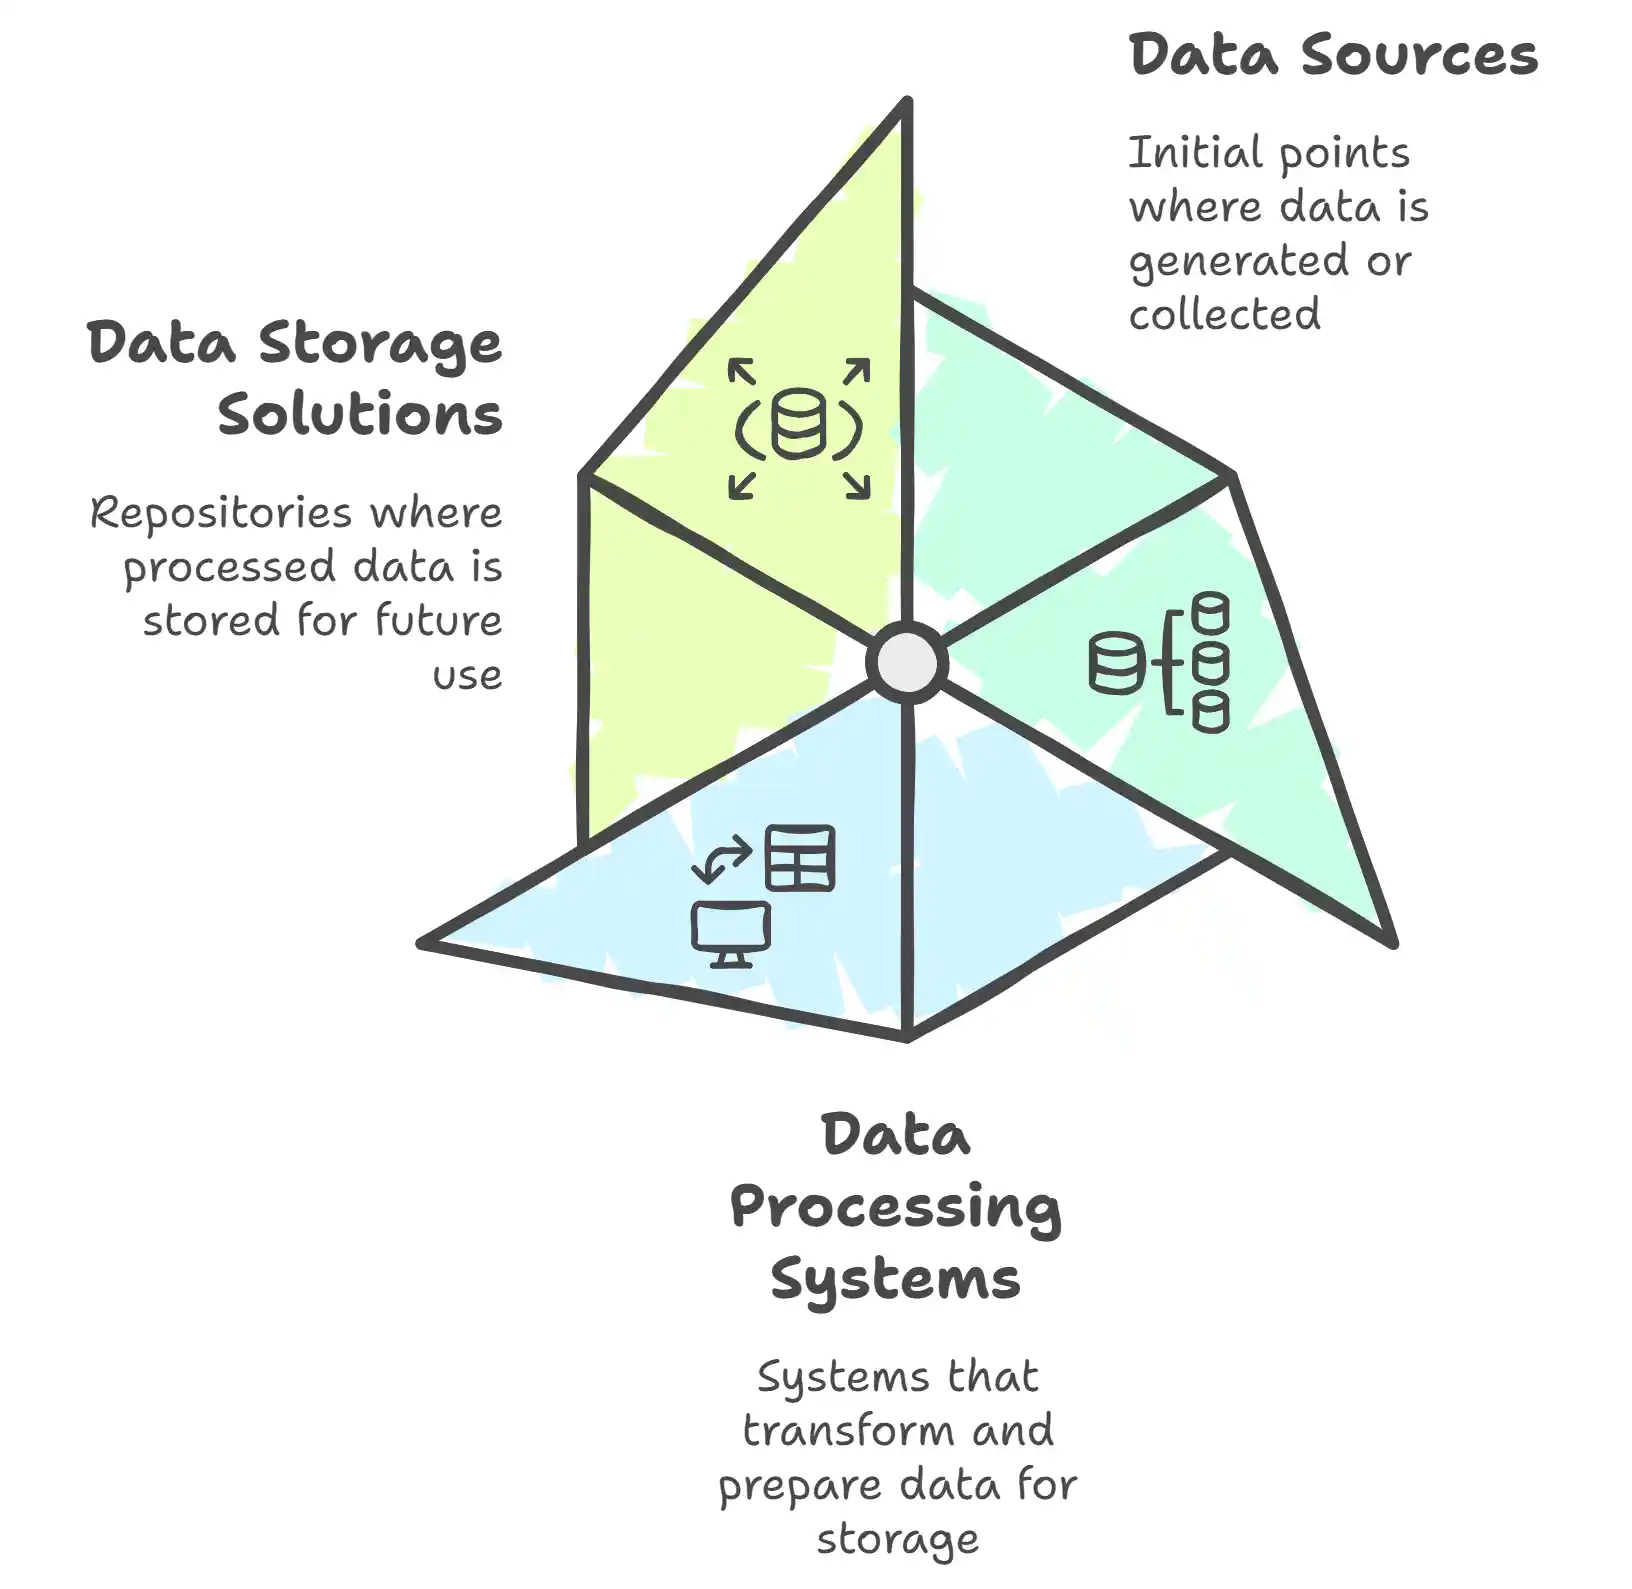 Data Sources
Initial points
where data is
generated or
collected
Data Storage
Solutions
Repositories where
processed data is
stored for future
use
Data
Processing
Systems
Systems that
transform and
prepare data for
storage